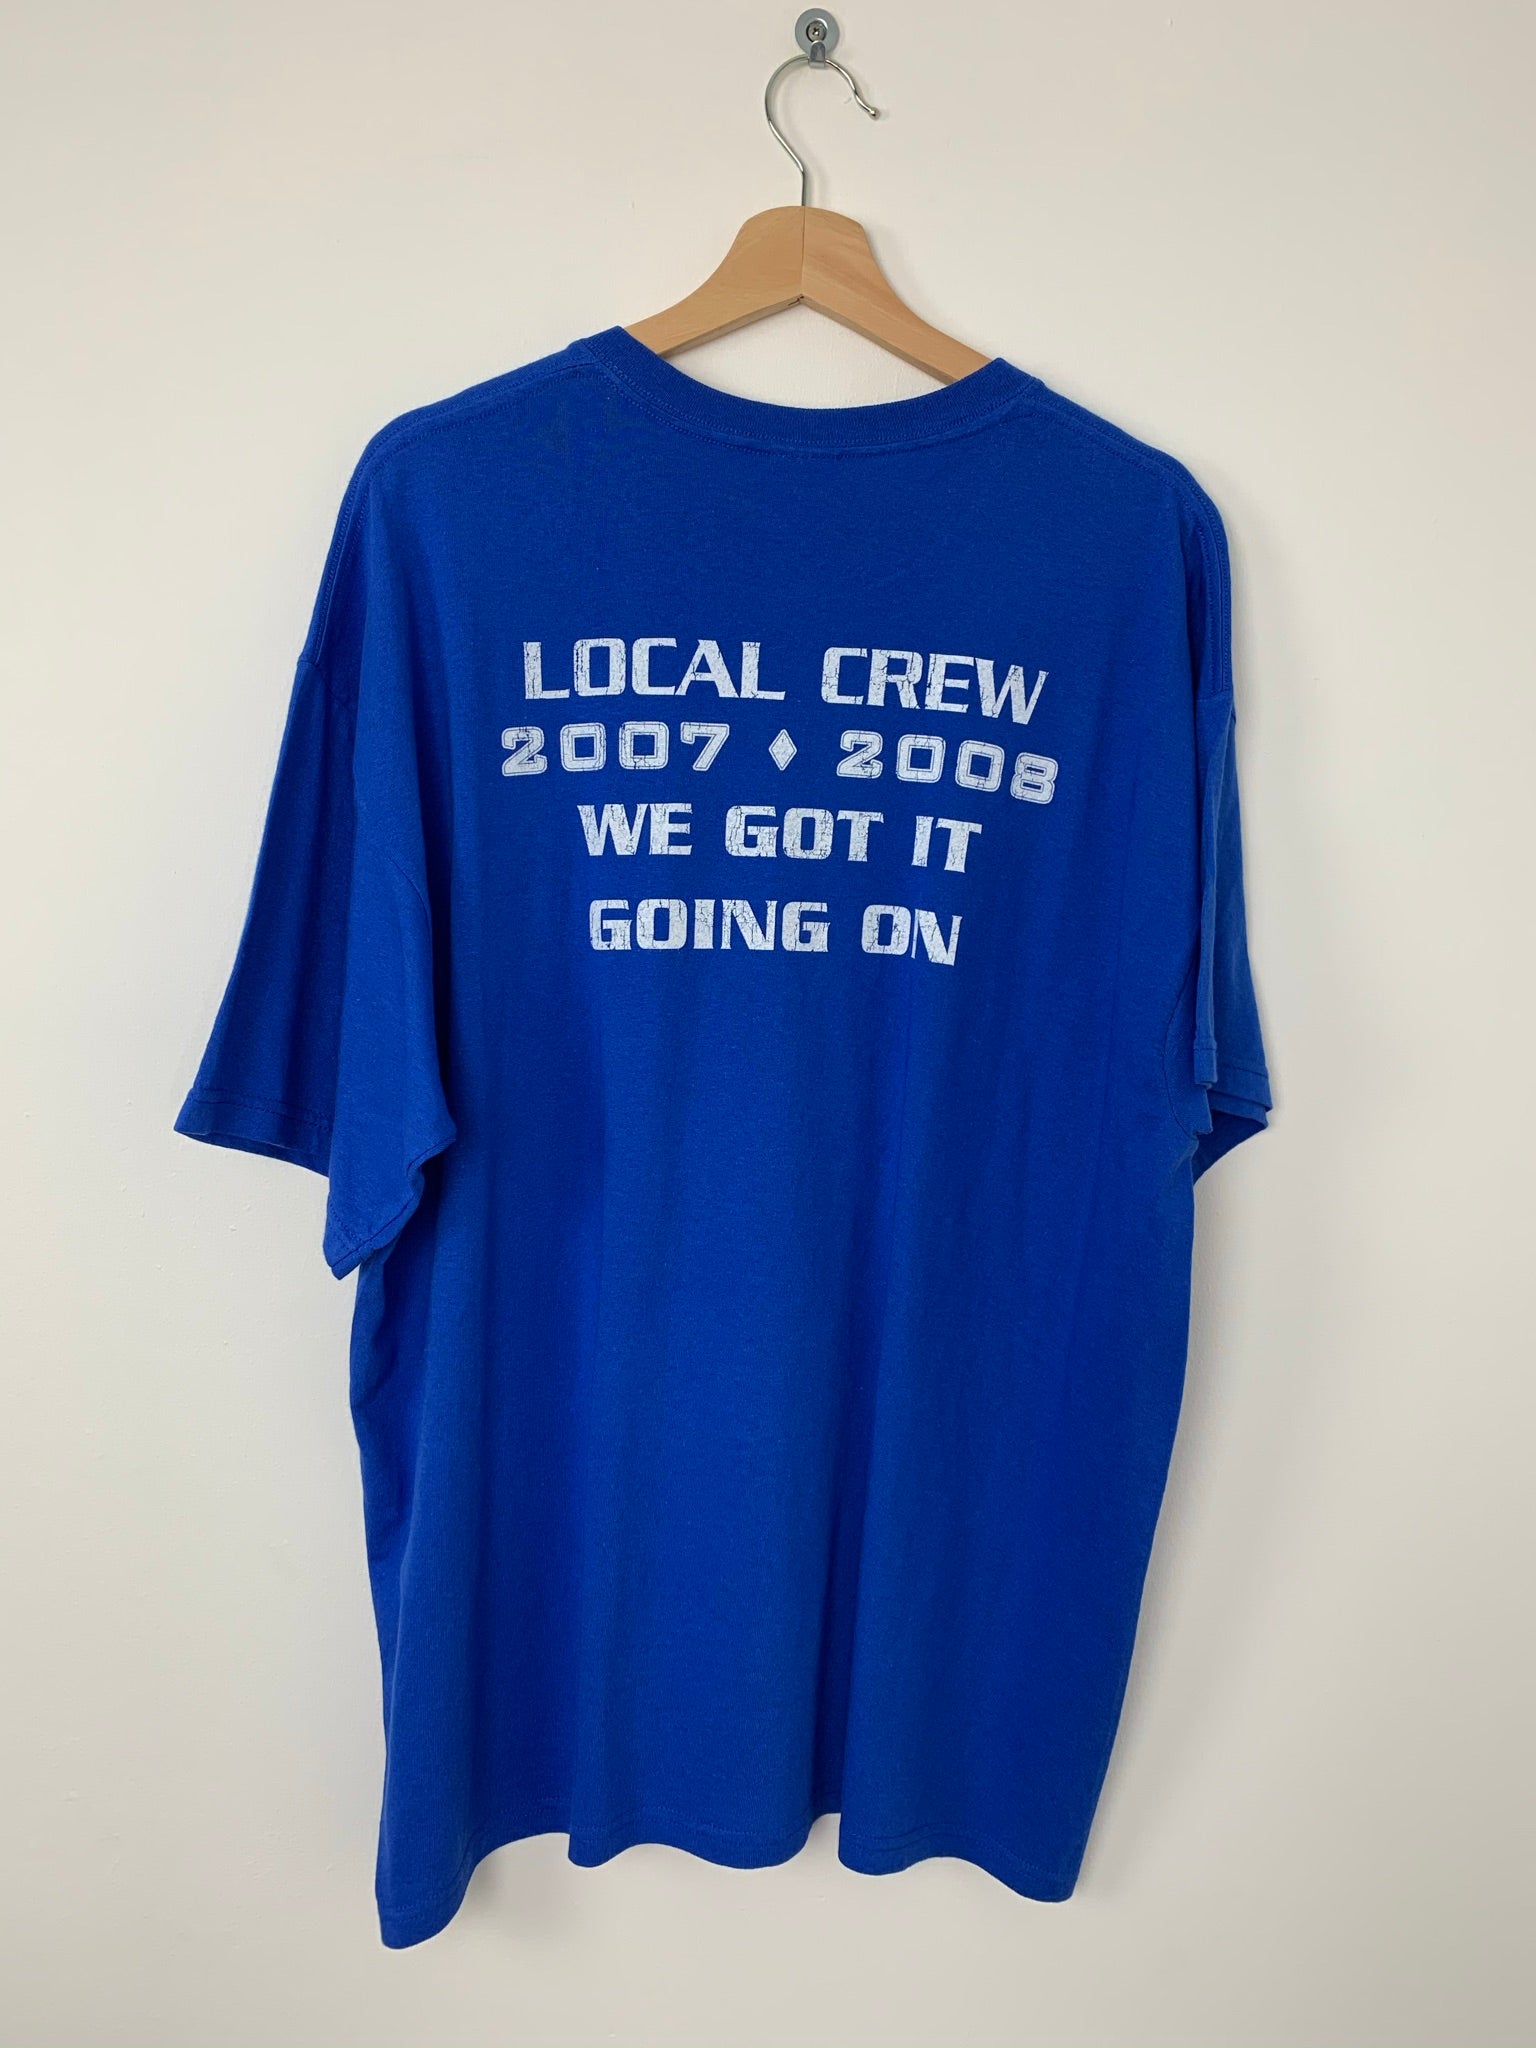 LOCAL CREW
2007 ♦ 2008
WE GOT IT
GOING ON